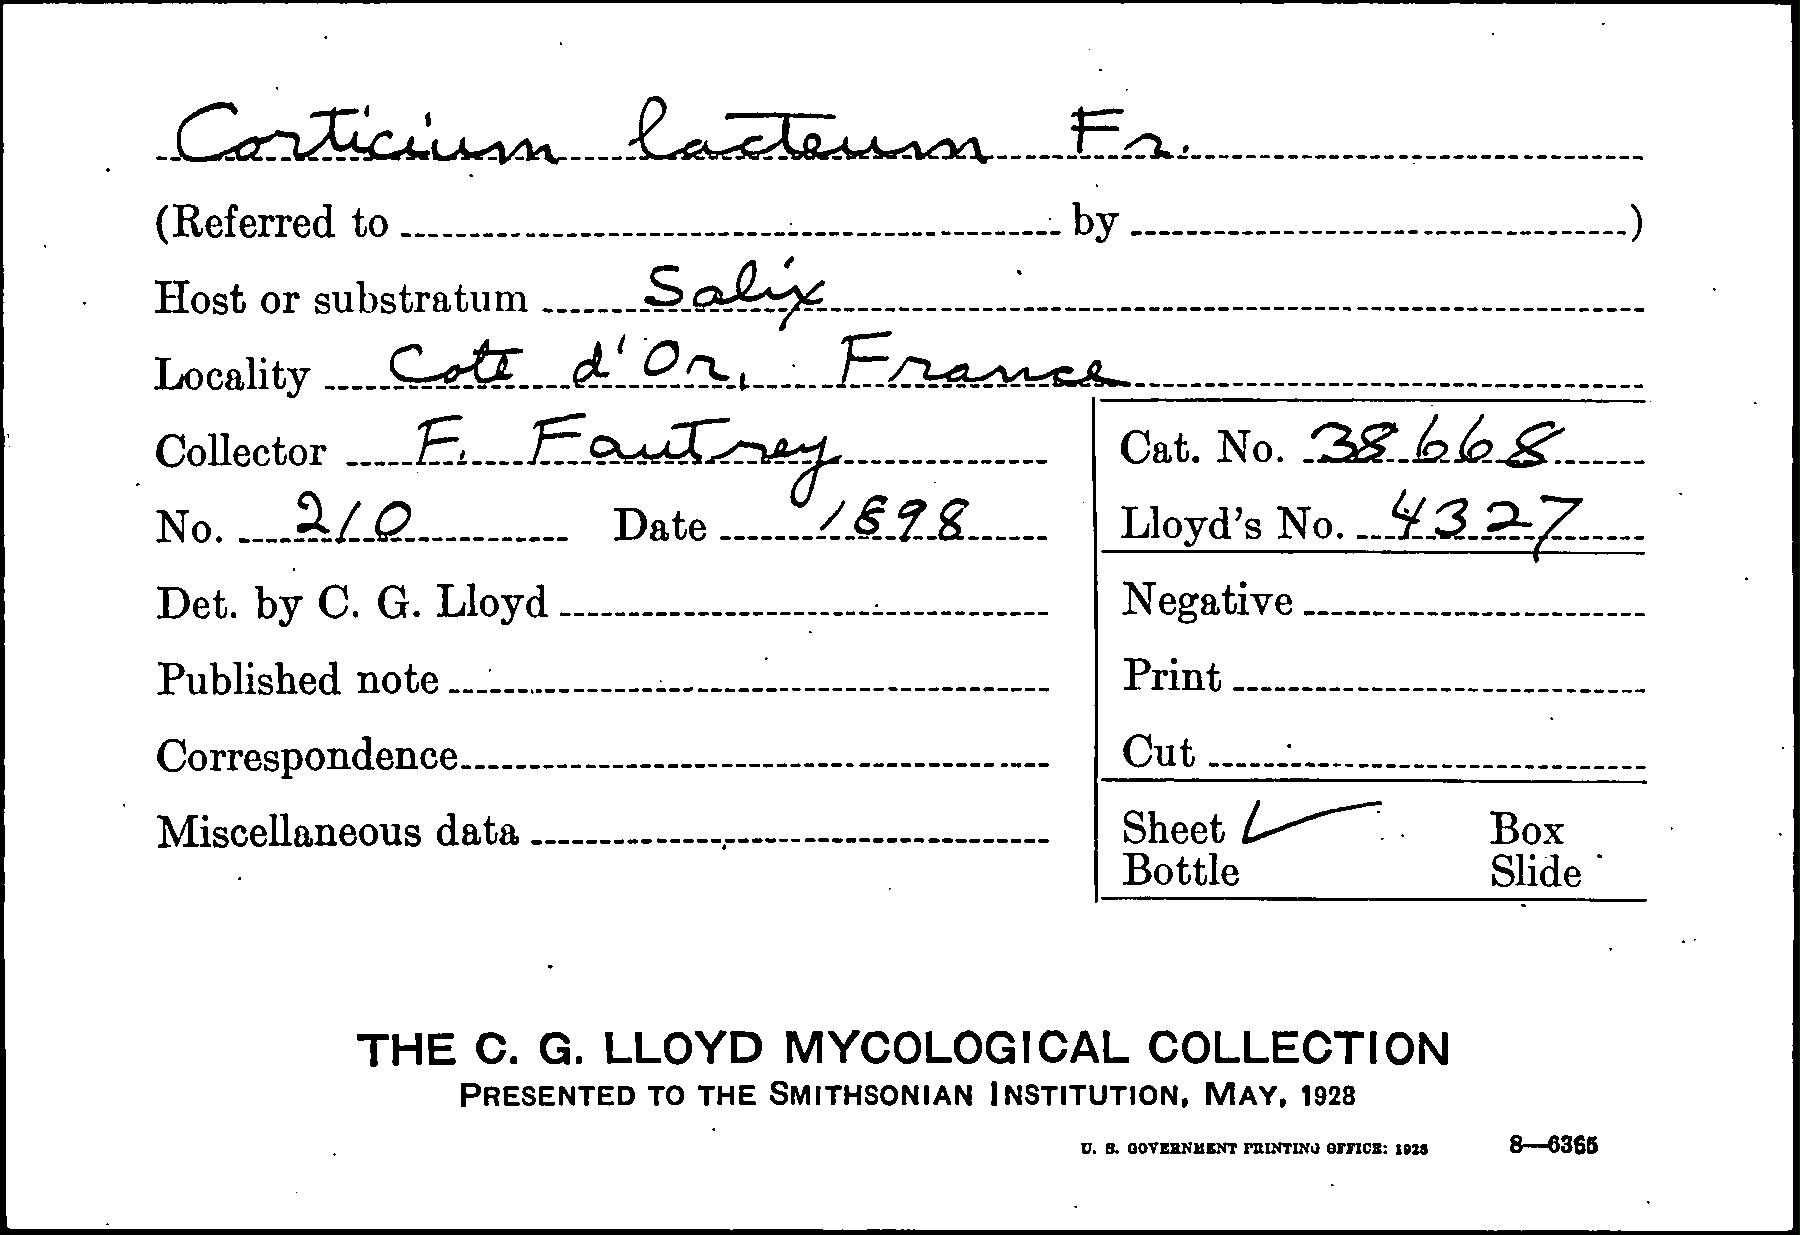 Corticium lacteum Fr.
(Referred to by )
Host or substratum Salix
Locality Cote d'Or, France
Collector F. Fautrey
Cat. No. 38668
No. 210 Date 1898
Lloyd's No. 4327
Det. by C. G. Lloyd
Negative
Published note
Print
Correspondence
Cut
Miscellaneous data
Sheet ✓ Box
Bottle Slide
THE C. G. LLOYD MYCOLOGICAL COLLECTION
PRESENTED TO THE SMITHSONIAN INSTITUTION, MAY, 1928
U. S. GOVERNMENT PRINTING OFFICE: 1928 8—6365